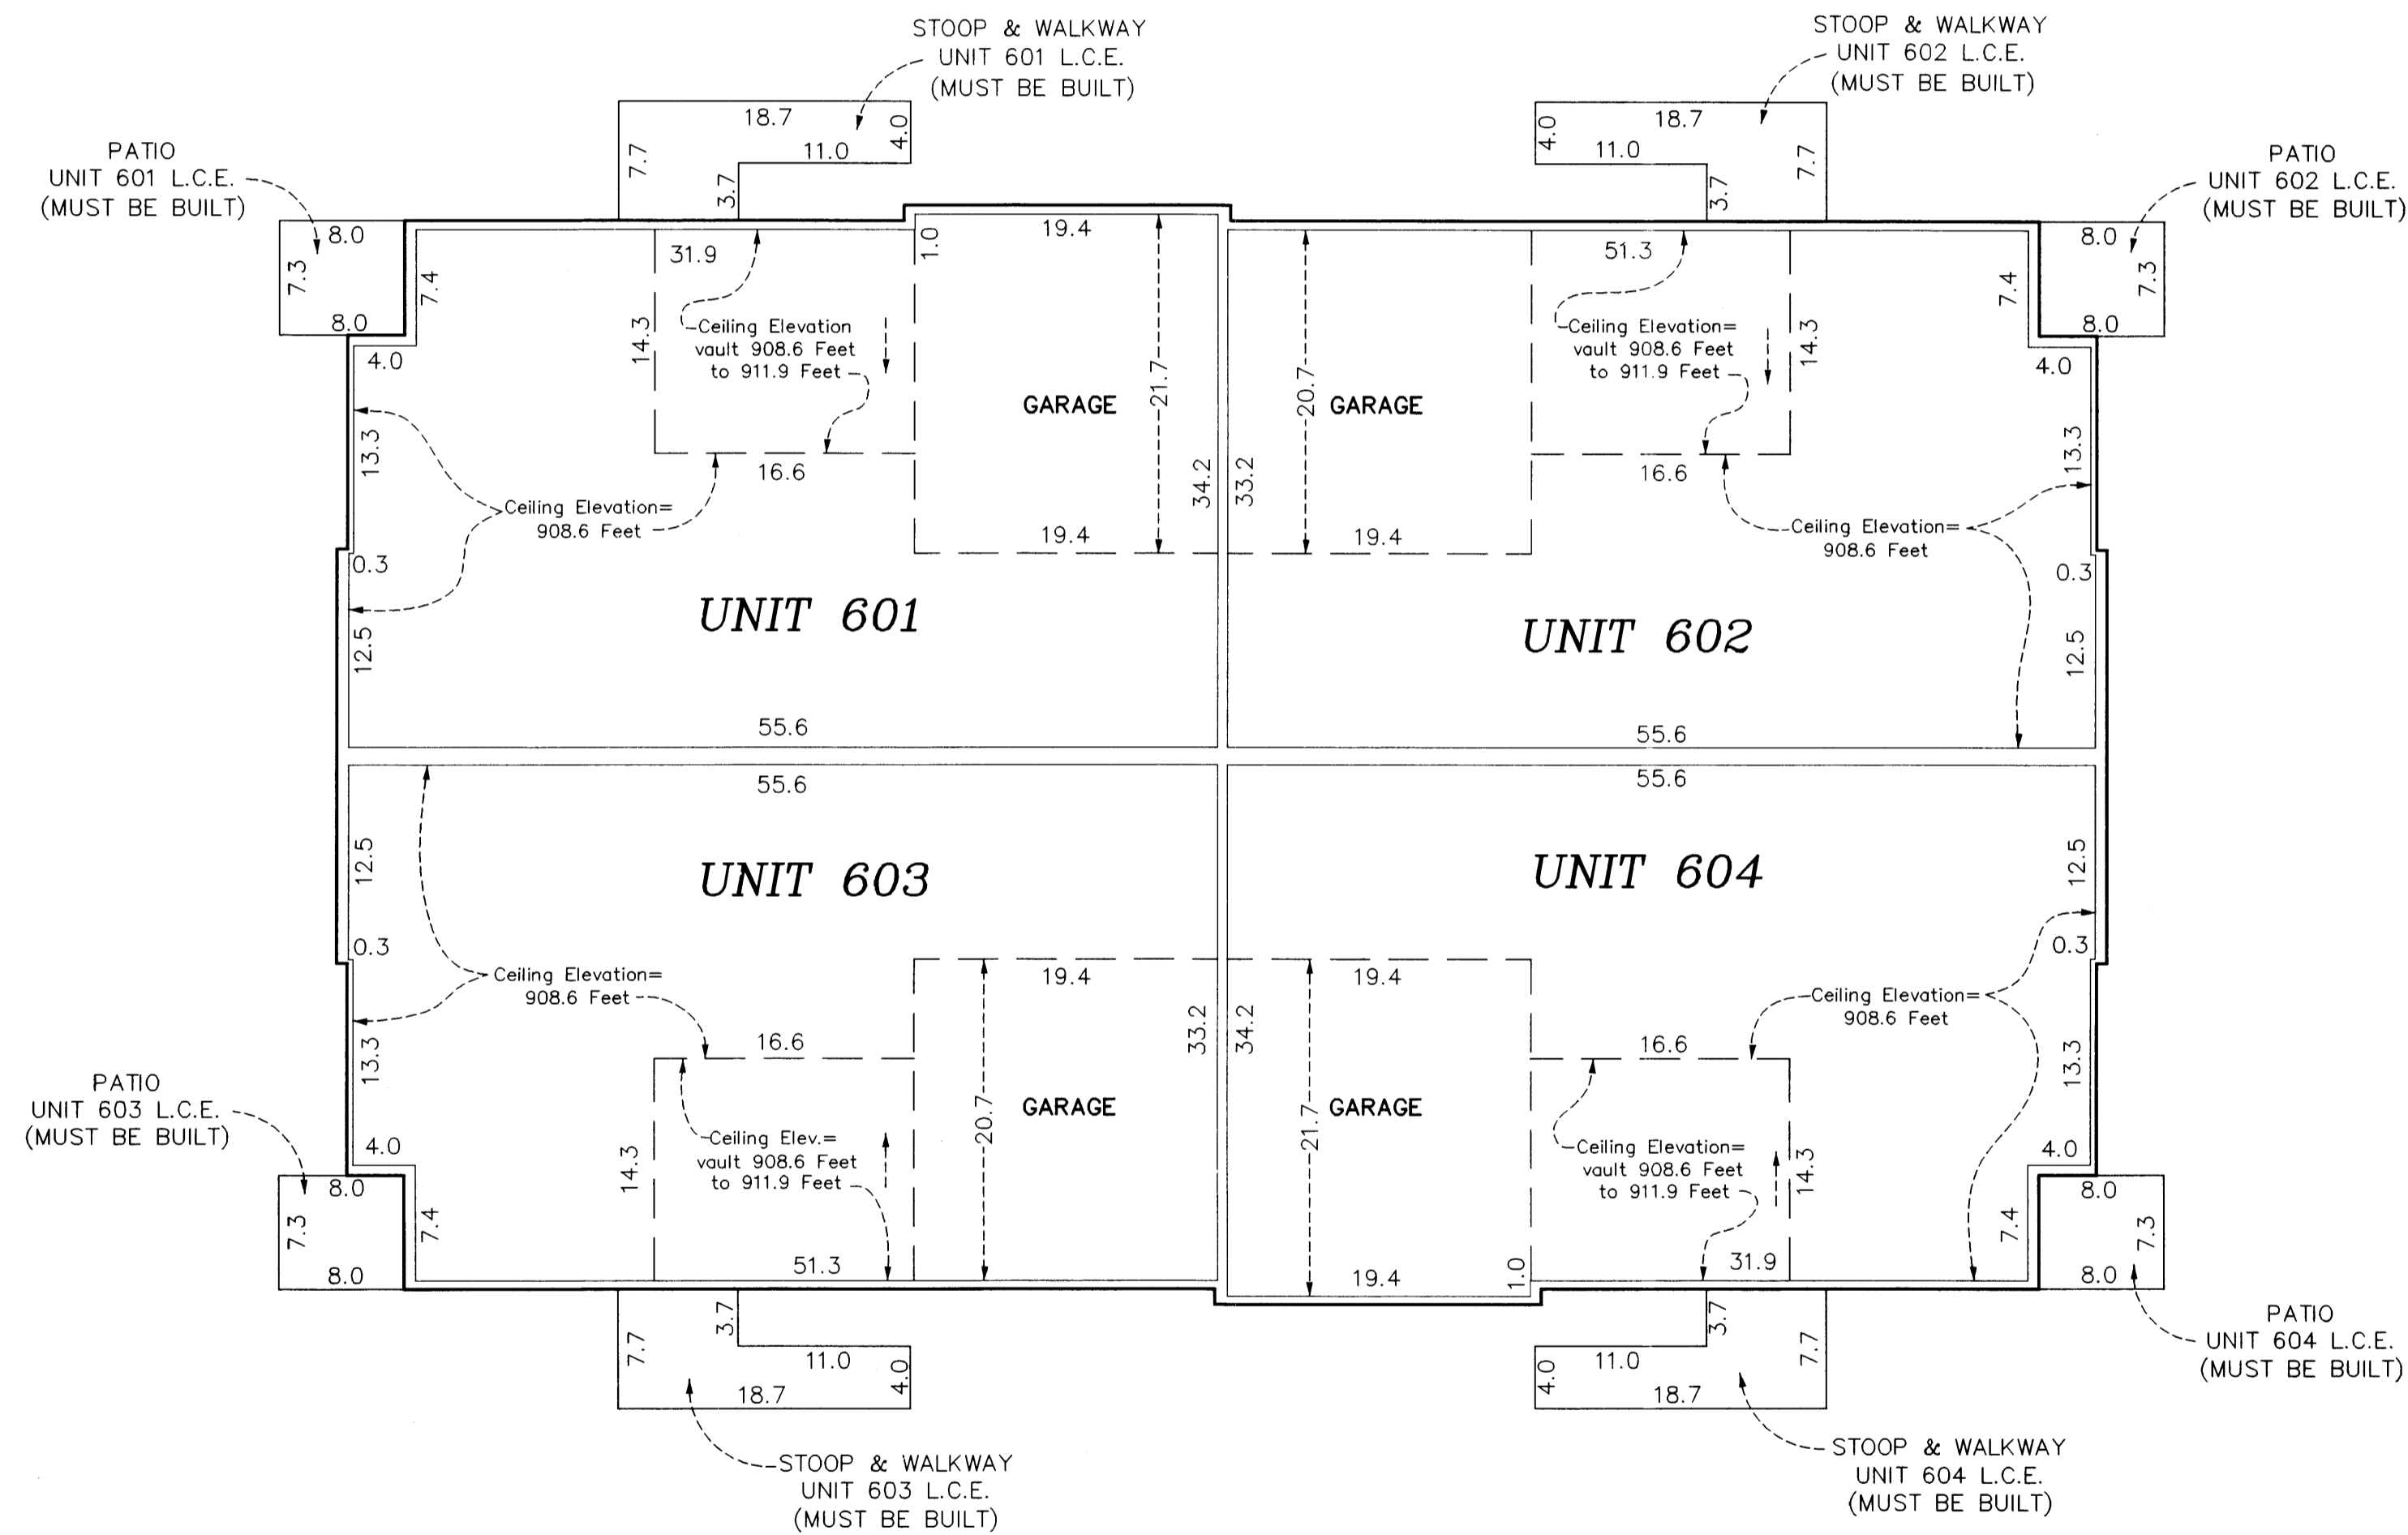 STOOP & WALKWAY
UNIT 601 L.C.E.
(MUST BE BUILT)
STOOP & WALKWAY
UNIT 602 L.C.E.
(MUST BE BUILT)
18.7
4.0
11.0
7.7
3.7
4.0
18.7
11.0
7.7
3.7
PATIO
UNIT 601 L.C.E.
(MUST BE BUILT)
PATIO
UNIT 602 L.C.E.
(MUST BE BUILT)
8.0
7.3
8.0
7.4
31.9
1.0
19.4
51.3
7.4
8.0
7.3
8.0
4.0
14.3
Ceiling Elevation
vault 908.6 Feet
to 911.9 Feet
GARAGE
21.7
20.7
GARAGE
Ceiling Elevation=
vault 908.6 Feet
to 911.9 Feet
14.3
4.0
13.3
16.6
34.2
33.2
16.6
13.3
Ceiling Elevation=
908.6 Feet
19.4
19.4
Ceiling Elevation=
908.6 Feet
0.3
0.3
UNIT 601
UNIT 602
12.5
12.5
55.6
55.6
55.6
55.6
12.5
UNIT 603
UNIT 604
12.5
0.3
0.3
Ceiling Elevation=
908.6 Feet
19.4
19.4
Ceiling Elevation=
908.6 Feet
13.3
16.6
33.2
34.2
16.6
13.3
PATIO
UNIT 603 L.C.E.
(MUST BE BUILT)
4.0
14.3
Ceiling Elev.=
vault 908.6 Feet
to 911.9 Feet
20.7
GARAGE
21.7
GARAGE
Ceiling Elevation=
vault 908.6 Feet
to 911.9 Feet
14.3
4.0
8.0
7.3
8.0
7.4
51.3
19.4
1.0
31.9
7.4
8.0
7.3
8.0
7.7
3.7
11.0
4.0
18.7
4.0
11.0
3.7
7.7
18.7
PATIO
UNIT 604 L.C.E.
(MUST BE BUILT)
STOOP & WALKWAY
UNIT 603 L.C.E.
(MUST BE BUILT)
STOOP & WALKWAY
UNIT 604 L.C.E.
(MUST BE BUILT)